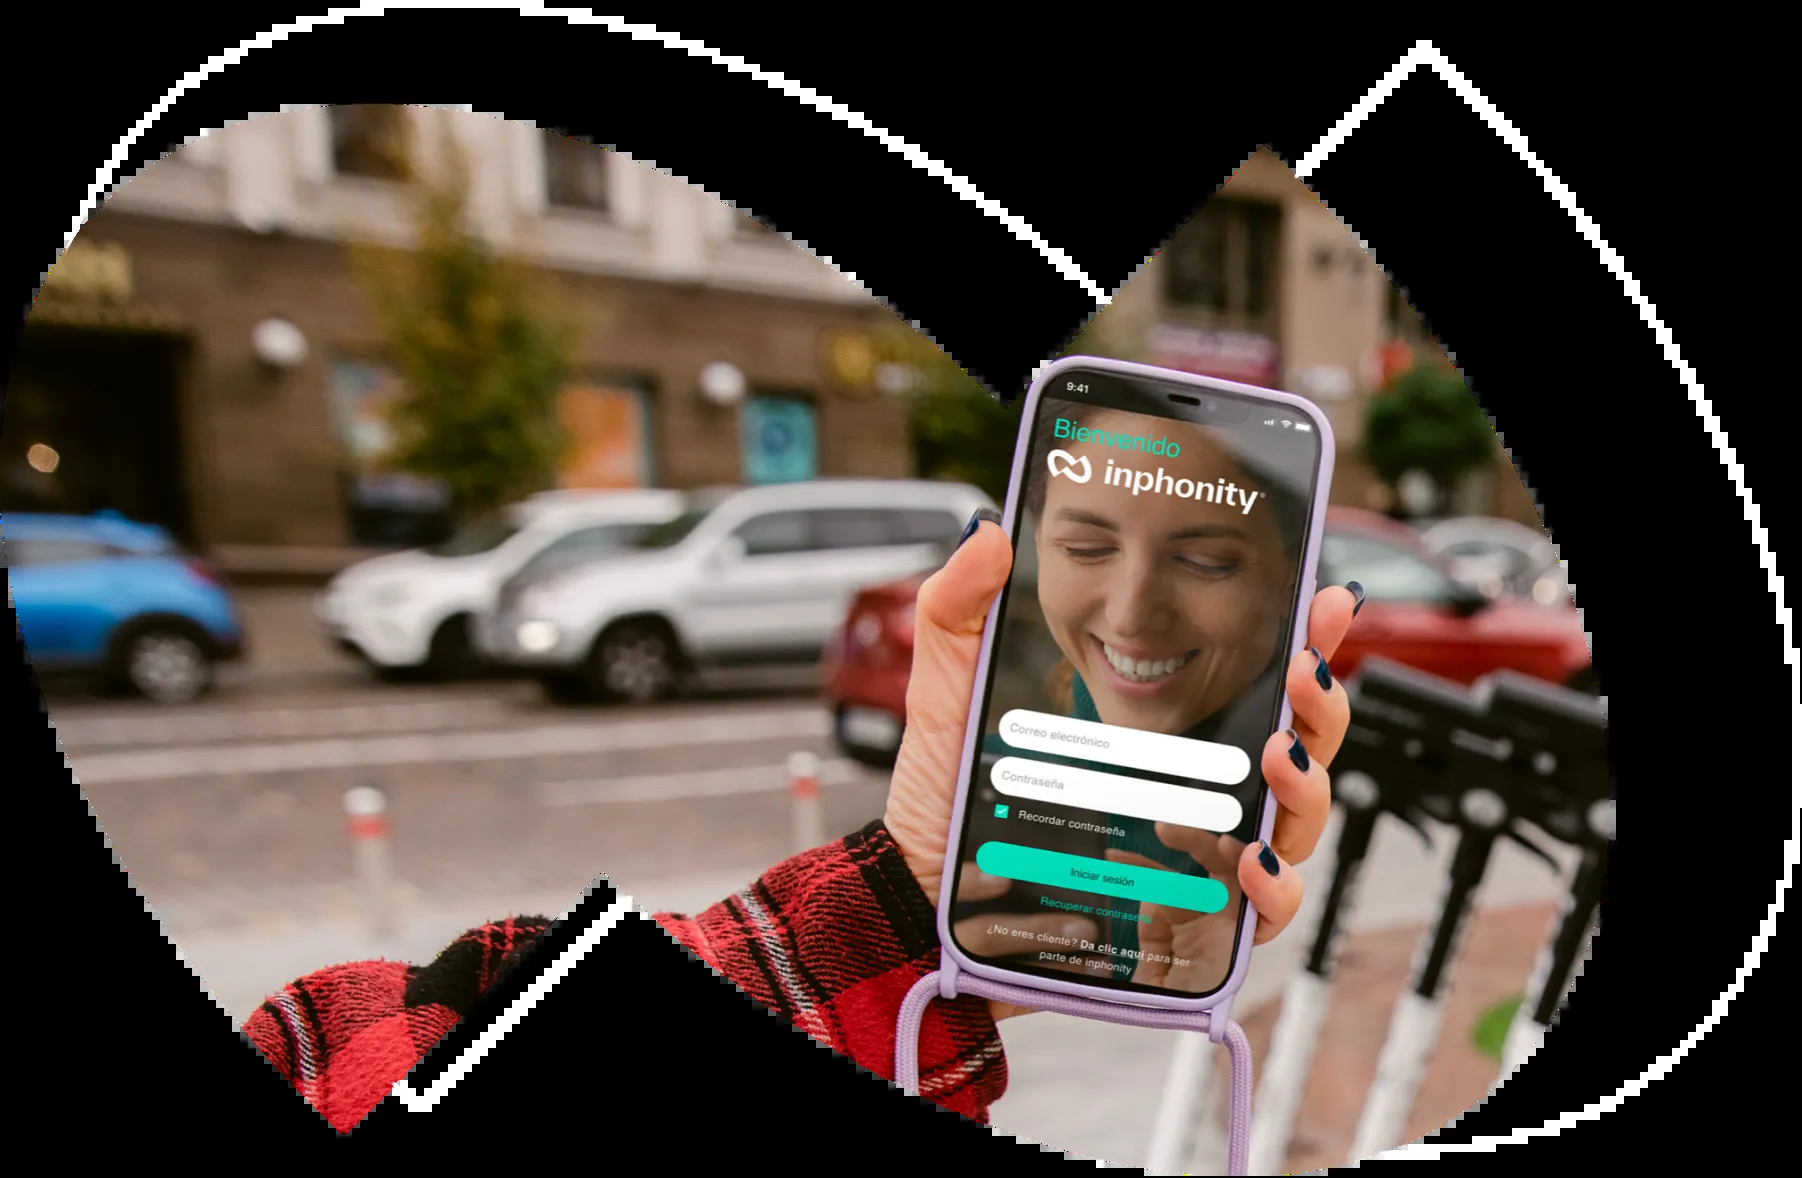 9:41
Bienvenido
inphonity®
Correo electrónico
Contraseña
Recordar contraseña
Iniciar sesión
Recuperar contraseña
¿No eres cliente? Da clic aquí para ser
parte de inphonity